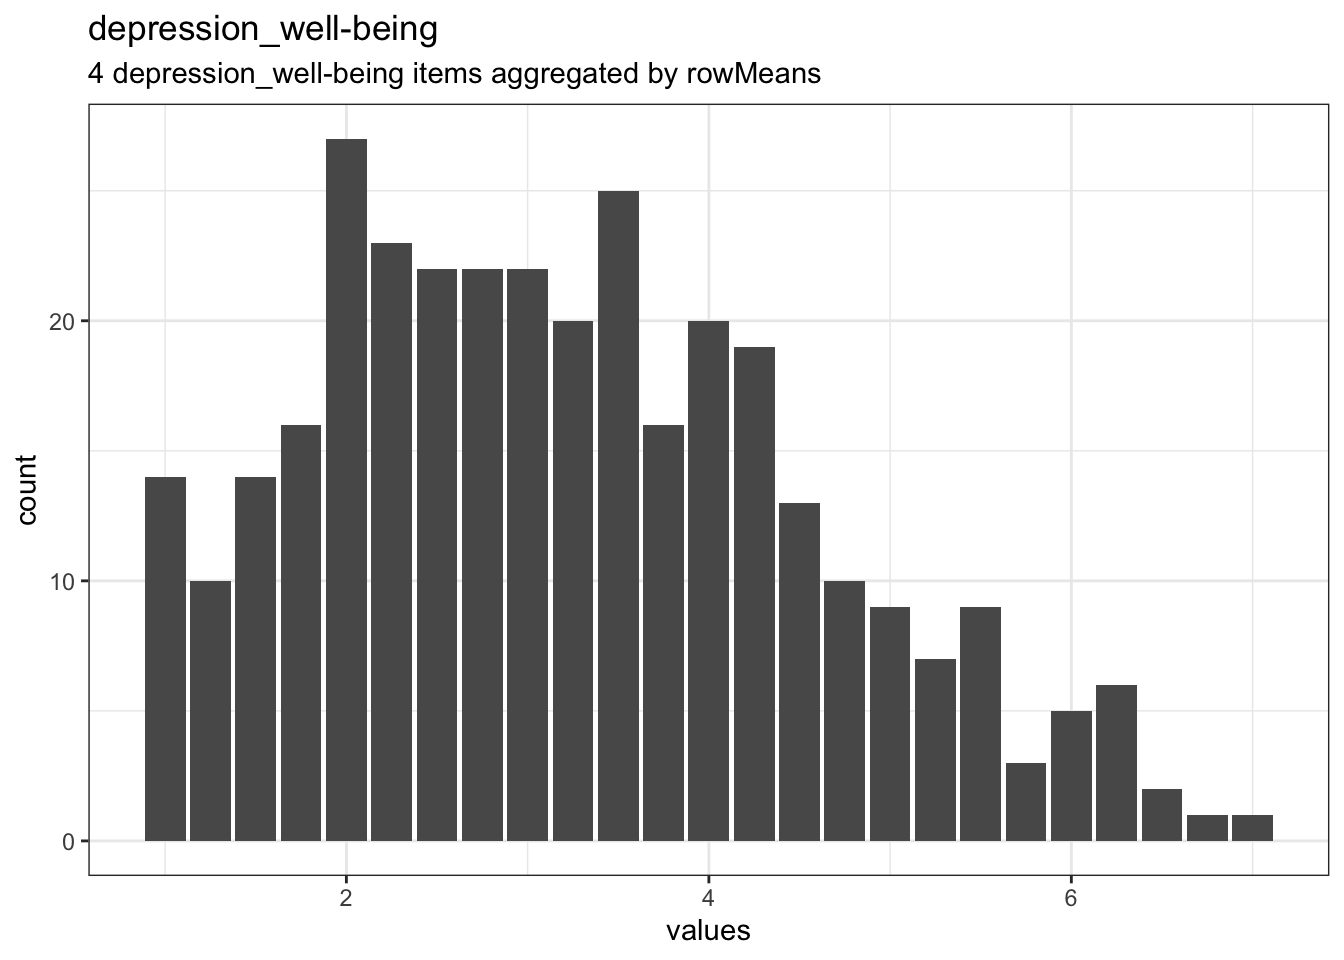 depression_well-being
4 depression_well-being items aggregated by rowMeans
count
20
10
0
2 4 6
values